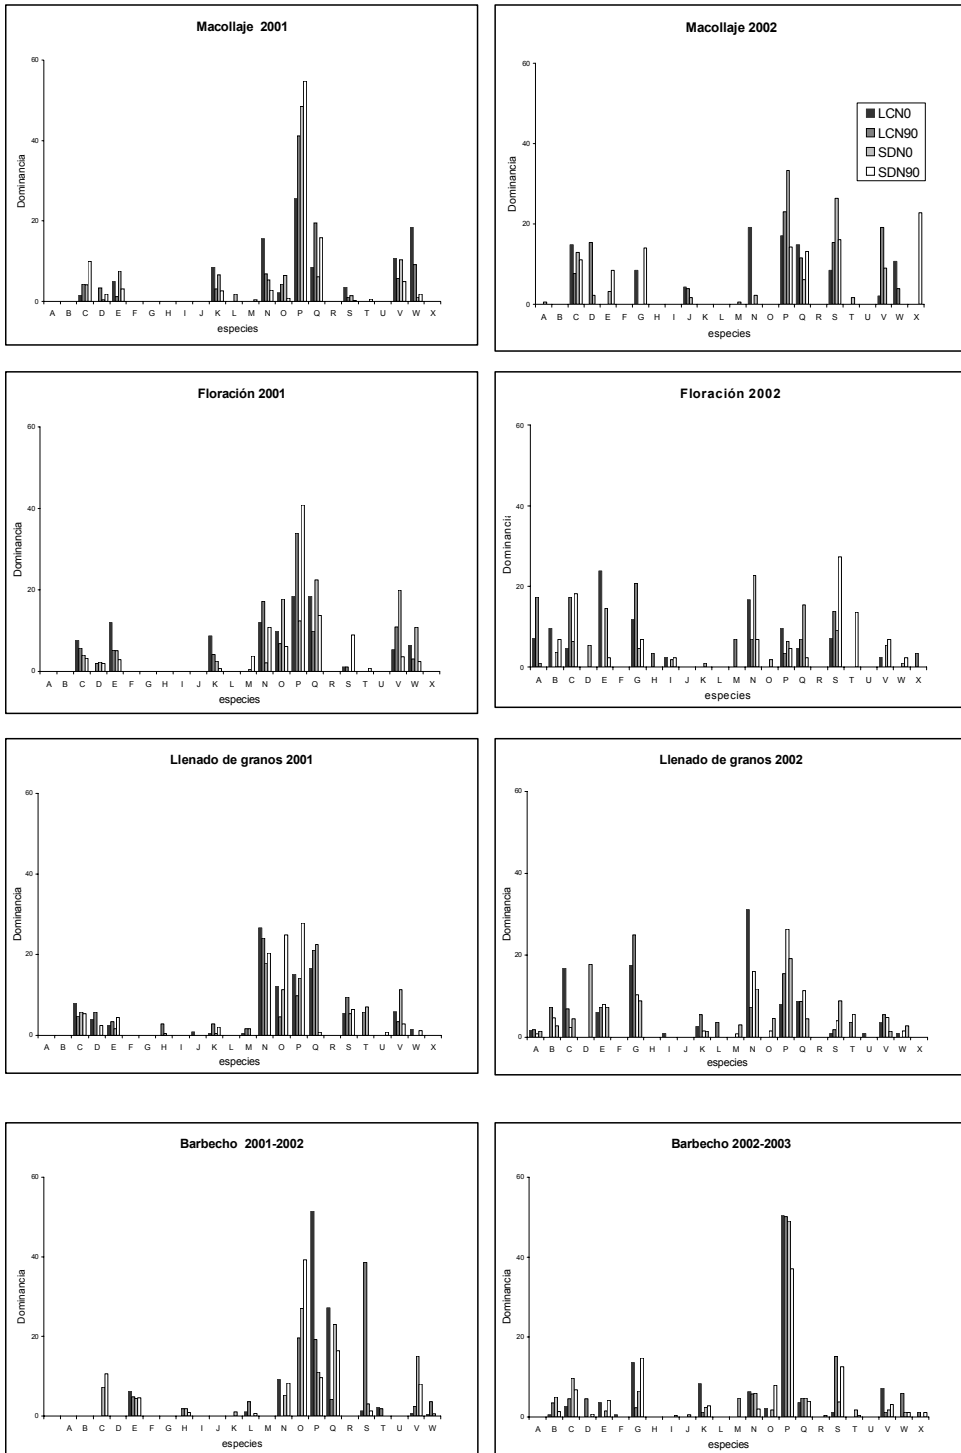 Macollaje 2001
60
40
20
0
Dominancia
A B C D E F G H I J K L M N O P Q R S T U V W X
especies
Macollaje 2002
60
40
20
0
Dominancia
LCN0
LCN90
SDN0
SDN90
A B C D E F G H I J K L M N O P Q R S T U V W X
especies
Floración 2001
60
40
20
0
Dominancia
A B C D E F G H I J K L M N O P Q R S T U V W X
especies
Floración 2002
60
40
20
0
Dominancia
A B C D E F G H I J K L M N O P Q R S T U V W X
especies
Llenado de granos 2001
60
40
20
0
Dominancia
A B C D E F G H I J K L M N O P Q R S T U V W X
especies
Llenado de granos 2002
60
40
20
0
Dominancia
A B C D E F G H I J K L M N O P Q R S T U V W X
especies
Barbecho 2001-2002
60
40
20
0
Dominancia
A B C D E F G H I J K L M N O P Q R S T U V W
especies
Barbecho 2002-2003
60
40
20
0
Dominancia
A B C D E F G H I J K L M N O P Q R S T U V W X
especies